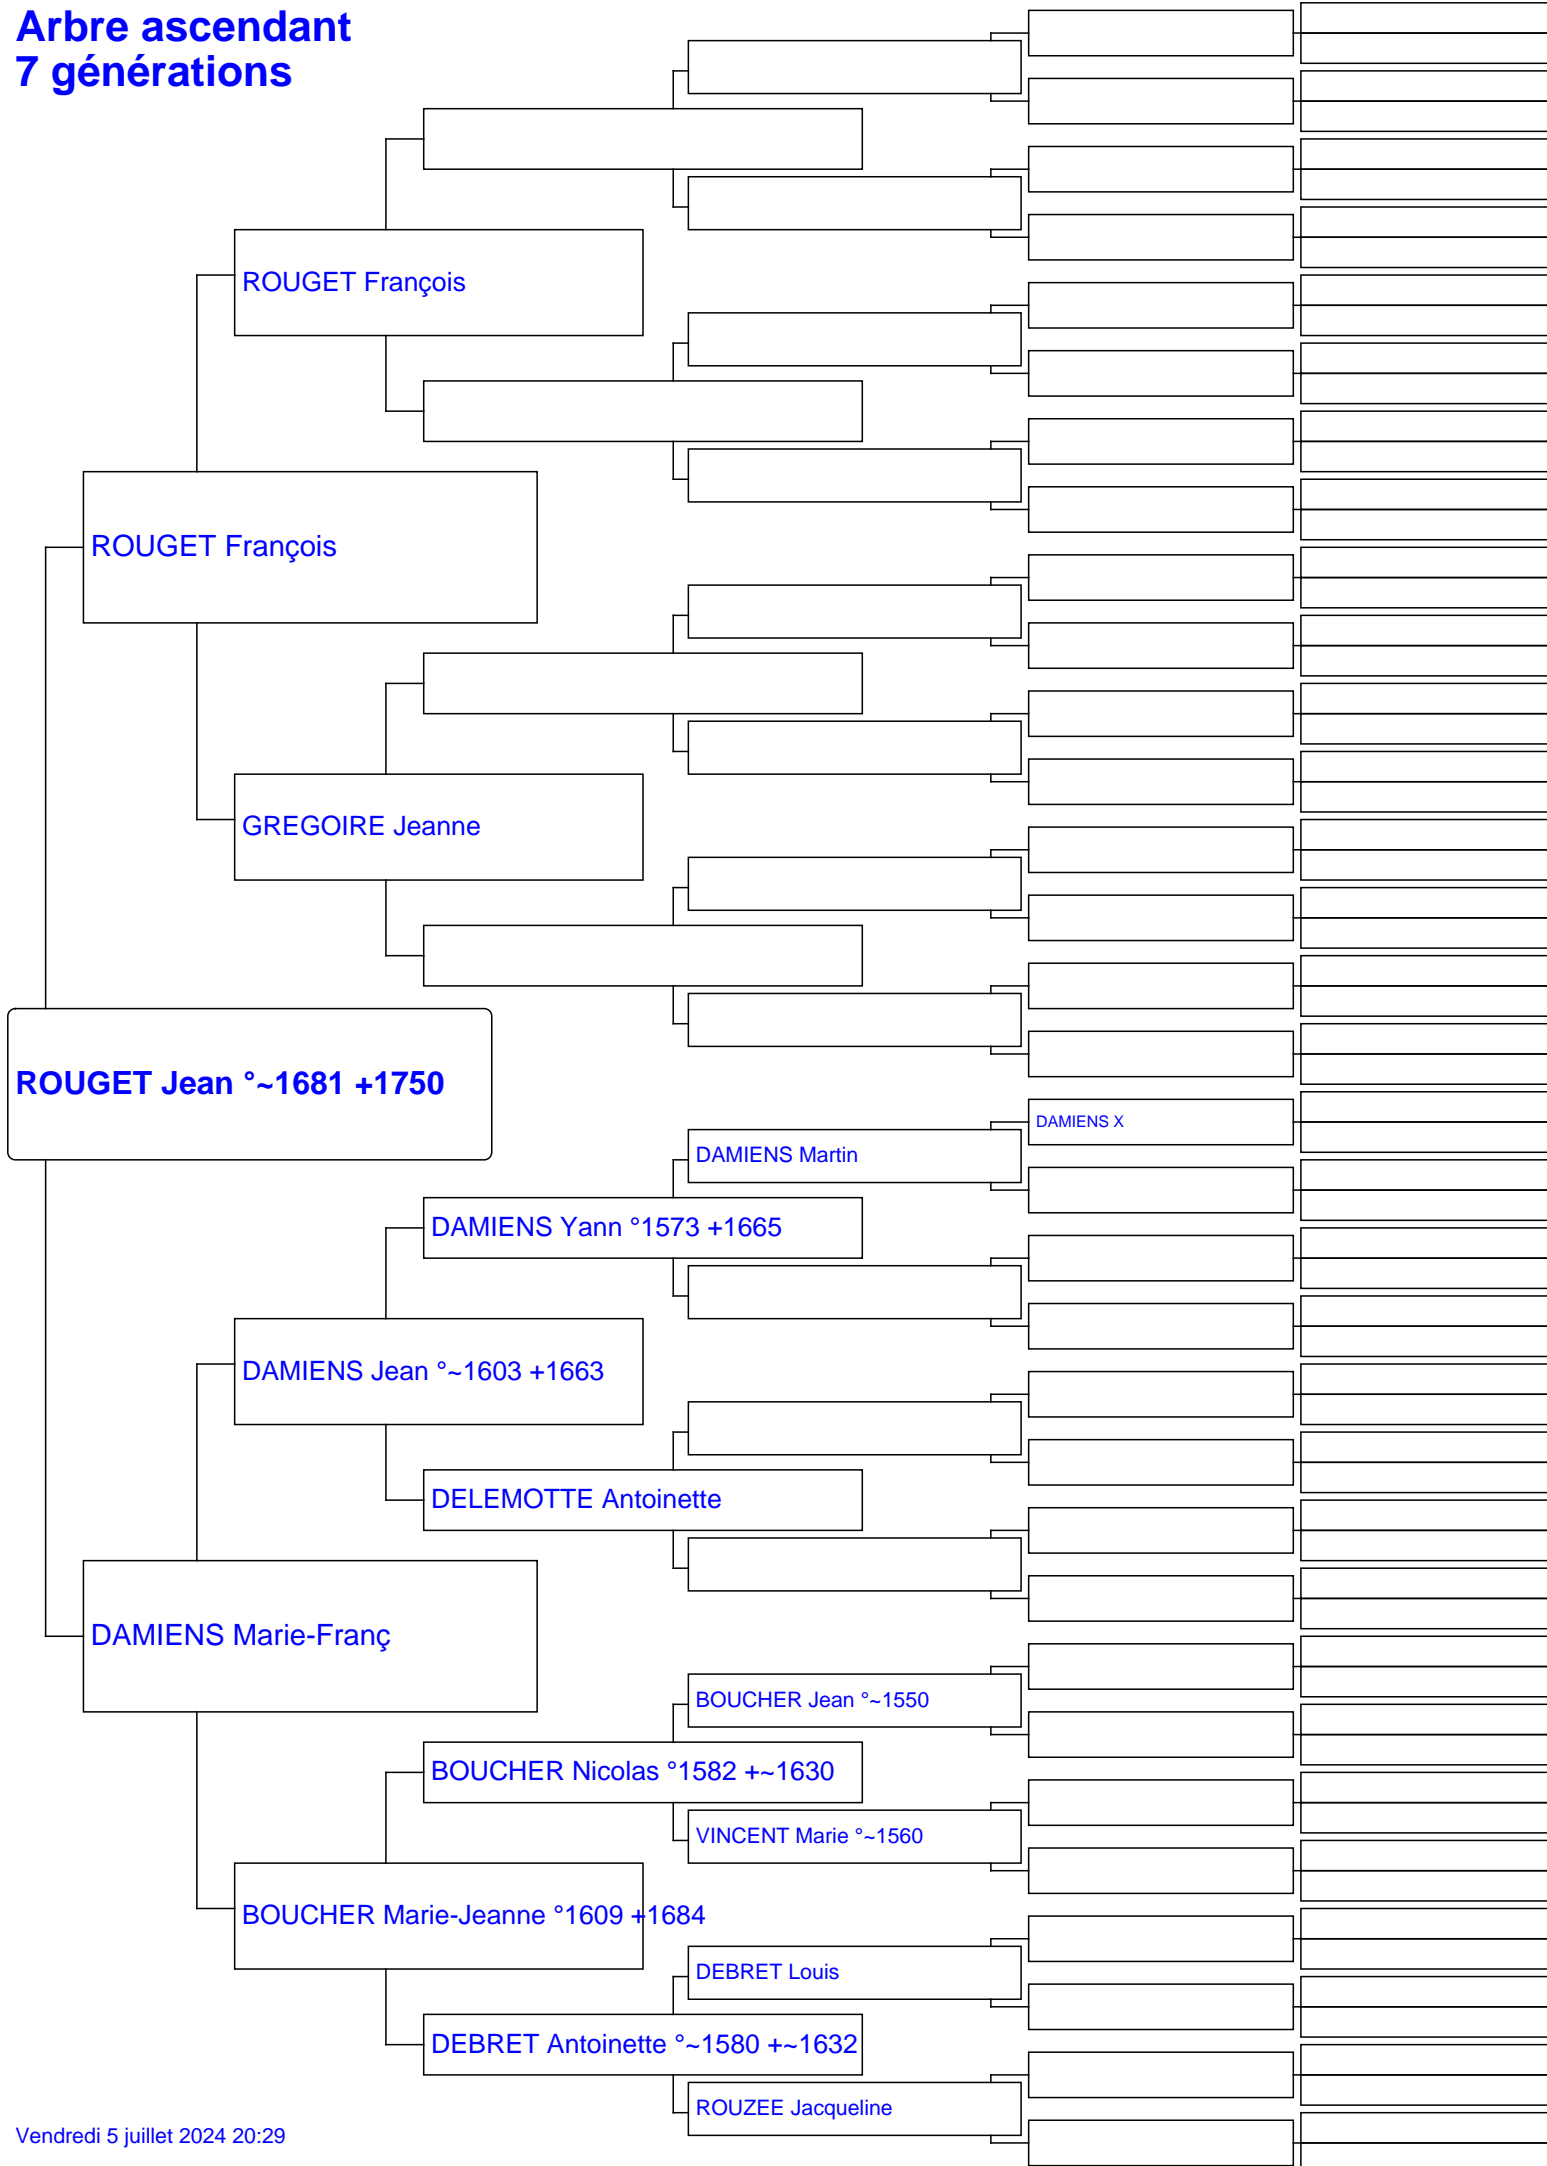 Arbre ascendant
7 générations
ROUGET François
ROUGET François
GREGOIRE Jeanne
ROUGET Jean °~1681 +1750
DAMIENS X
DAMIENS Martin
DAMIENS Yann °1573 +1665
DAMIENS Jean °~1603 +1663
DELEMOTTE Antoinette
DAMIENS Marie-Franç
BOUCHER Jean °~1550
BOUCHER Nicolas °1582 +~1630
VINCENT Marie °~1560
BOUCHER Marie-Jeanne °1609 +1684
DEBRET Louis
DEBRET Antoinette °~1580 +~1632
ROUZEE Jacqueline
Vendredi 5 juillet 2024 20:29